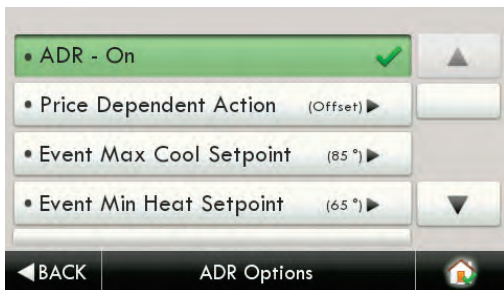 • ADR - On
• Price Dependent Action (Offset)
• Event Max Cool Setpoint (85 °)
• Event Min Heat Setpoint (65 °)
BACK ADR Options